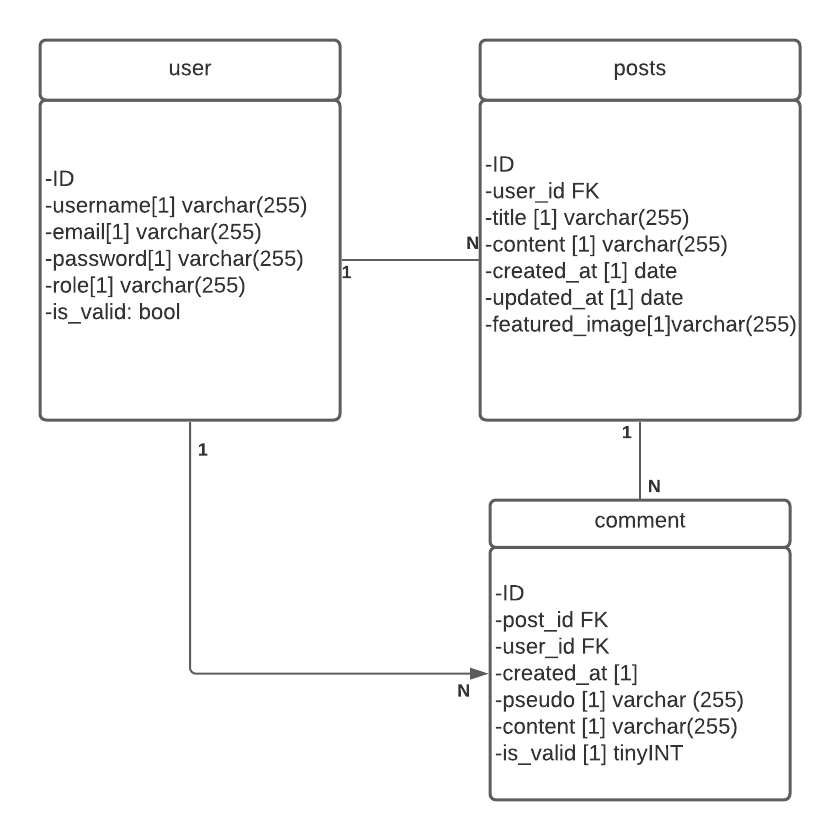 user
-ID
-username[1] varchar(255)
-email[1] varchar(255)
-password[1] varchar(255)
-role[1] varchar(255)
-is_valid: bool
1
N
posts
-ID
-user_id FK
-title [1] varchar(255)
-content [1] varchar(255)
-created_at [1] date
-updated_at [1] date
-featured_image[1]varchar(255)
1
N
1
N
comment
-ID
-post_id FK
-user_id FK
-created_at [1]
-pseudo [1] varchar (255)
-content [1] varchar(255)
-is_valid [1] tinyINT